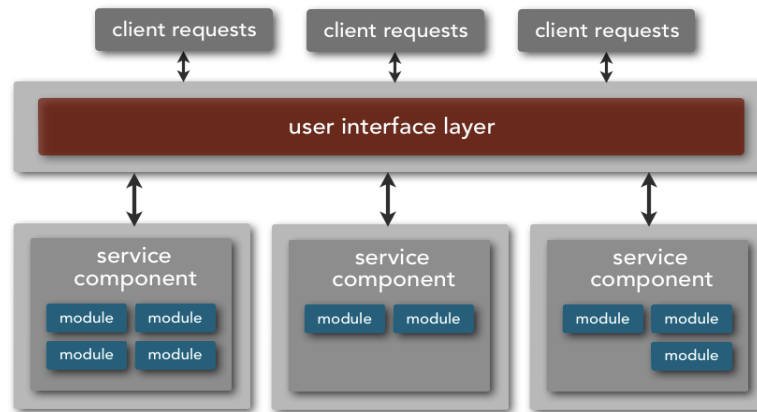 client requests
client requests
client requests
user interface layer
service
component
module
module
module
module
service
component
module
module
service
component
module
module
module